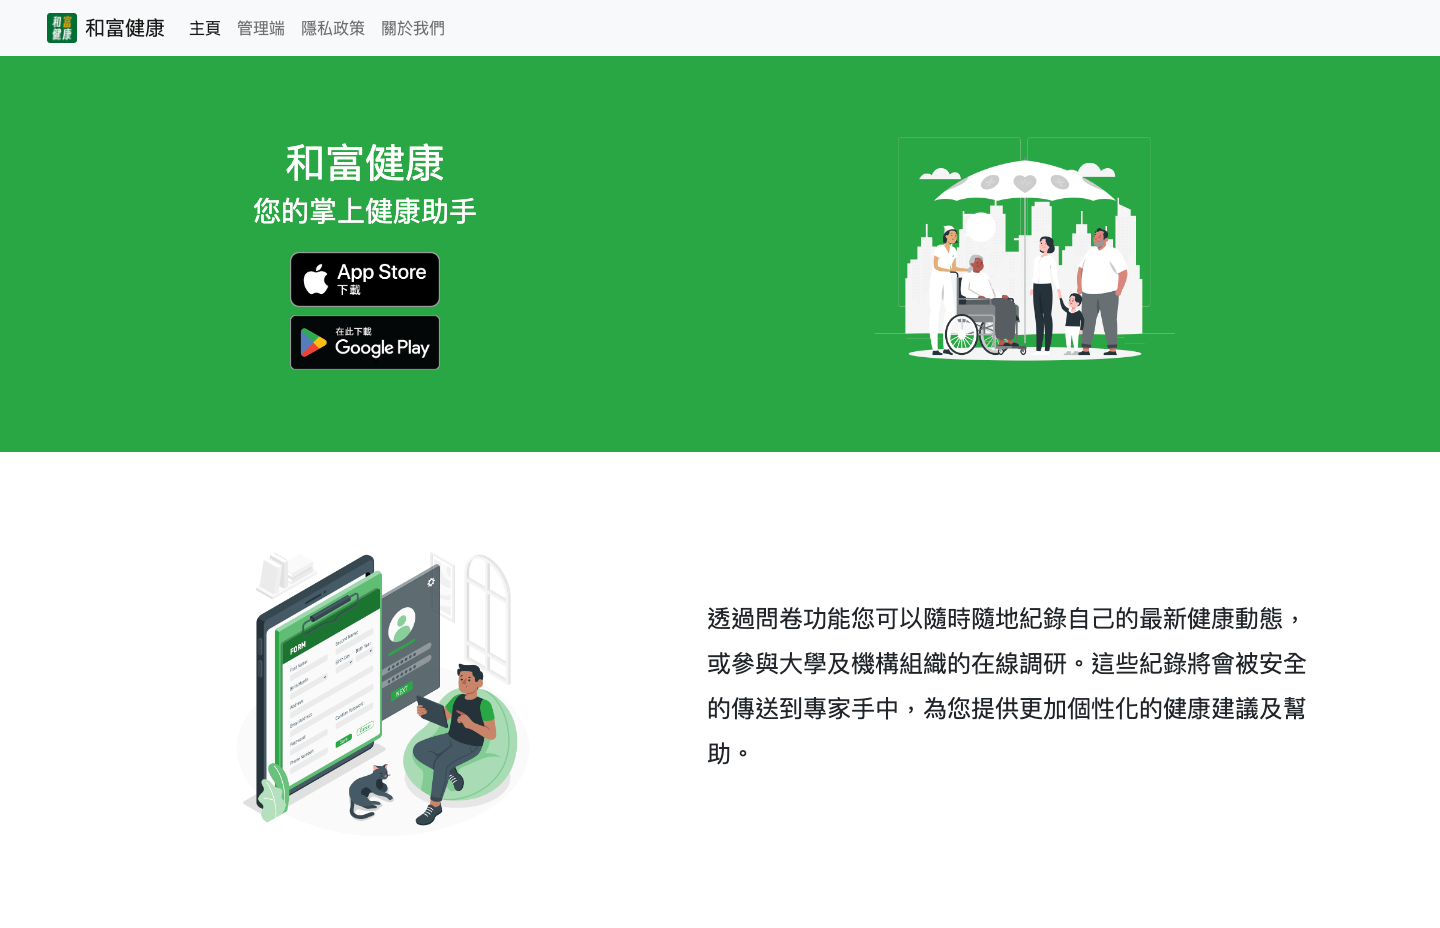 和富健康
和富健康 主頁 管理端 隱私政策 關於我們
和富健康
您的掌上健康助手
App Store
下載
在此下載
Google Play
FORM
NEXT
透過問卷功能您可以隨時隨地紀錄自己的最新健康動態，
或參與大學及機構組織的在線調研。這些紀錄將會被安全
的傳送到專家手中，為您提供更加個性化的健康建議及幫
助。